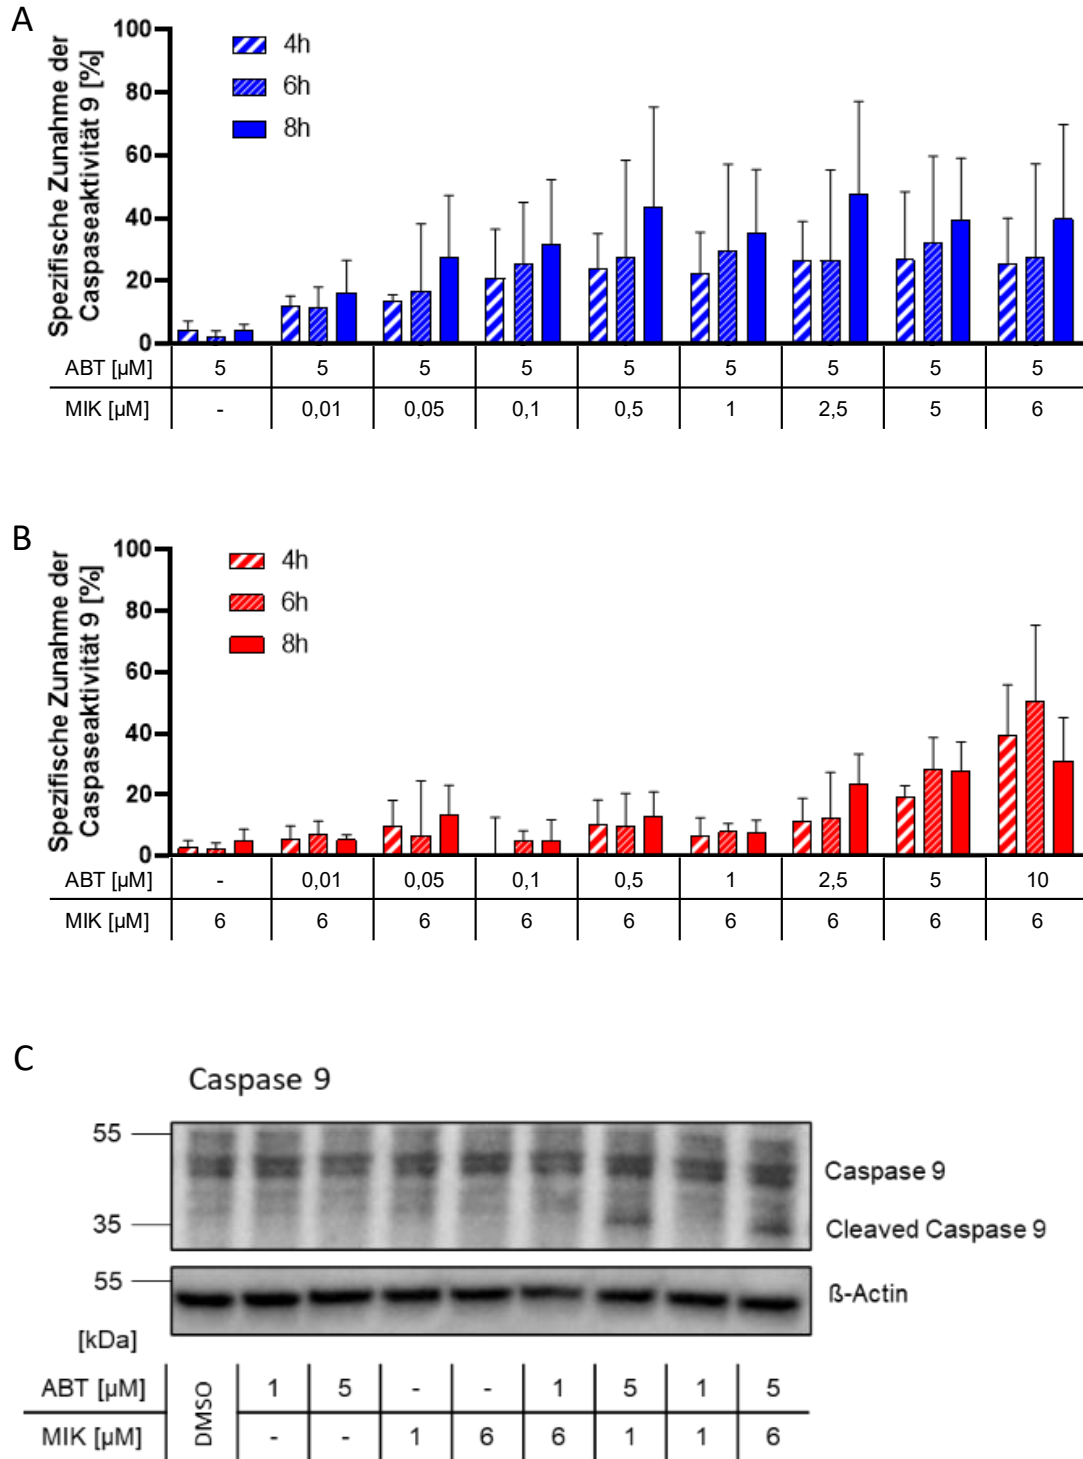 A
Spezifische Zunahme der
Caspaseaktivität 9 [%]
100
80
60
40
20
0
4h
6h
8h
ABT [µM] 5 5 5 5 5 5 5 5 5
MIK [µM] - 0,01 0,05 0,1 0,5 1 2,5 5 6
B
Spezifische Zunahme der
Caspaseaktivität 9 [%]
100
80
60
40
20
0
4h
6h
8h
ABT [µM] - 0,01 0,05 0,1 0,5 1 2,5 5 10
MIK [µM] 6 6 6 6 6 6 6 6 6
C
Caspase 9
55
Caspase 9
35
Cleaved Caspase 9
55
ß-Actin
[kDa]
DMSO
ABT [µM] 1 5 - - 1 5 1 5
MIK [µM] - - 1 6 6 1 1 6